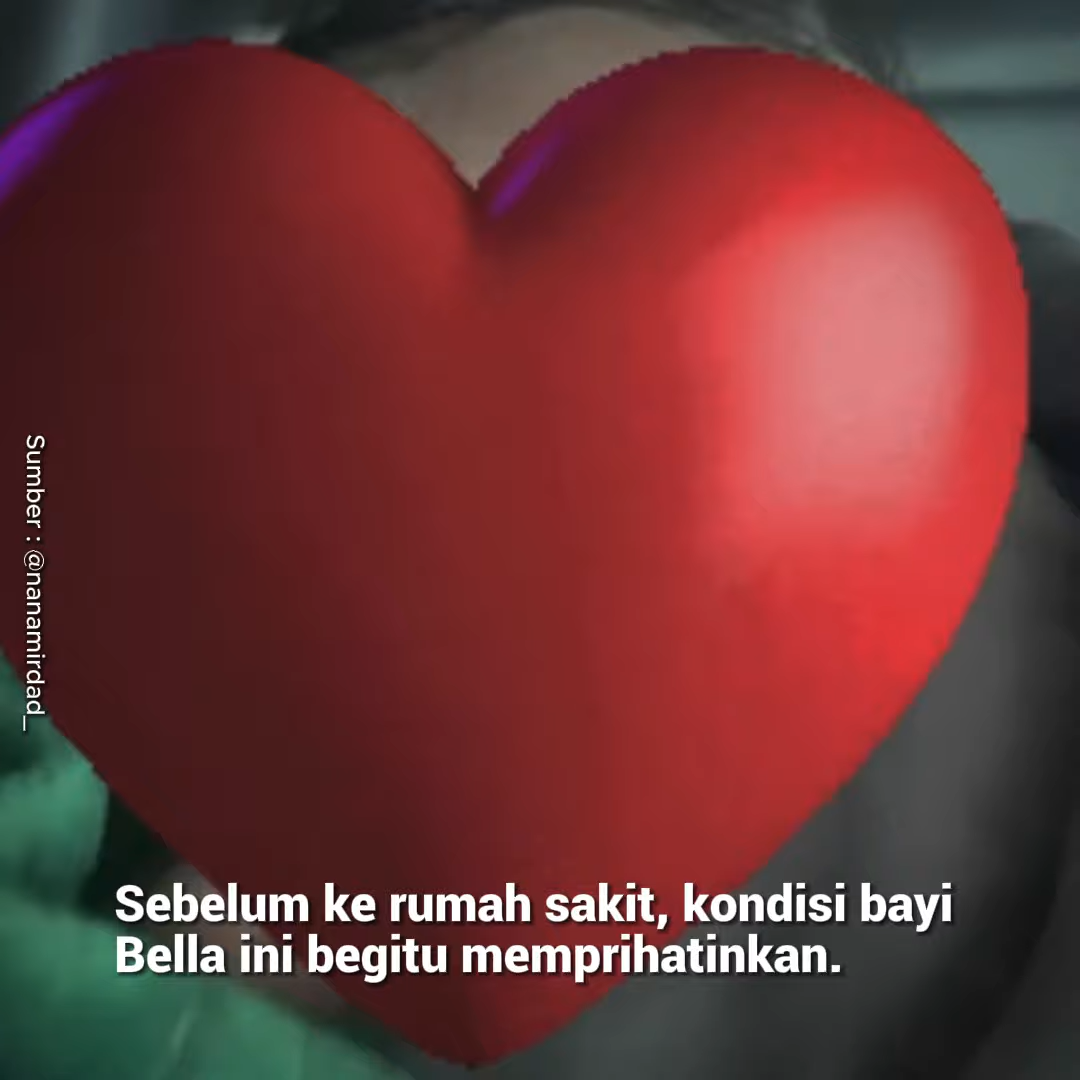 Sumber : @nanamirdad_
Sebelum ke rumah sakit, kondisi bayi
Bella ini begitu memprihatinkan.